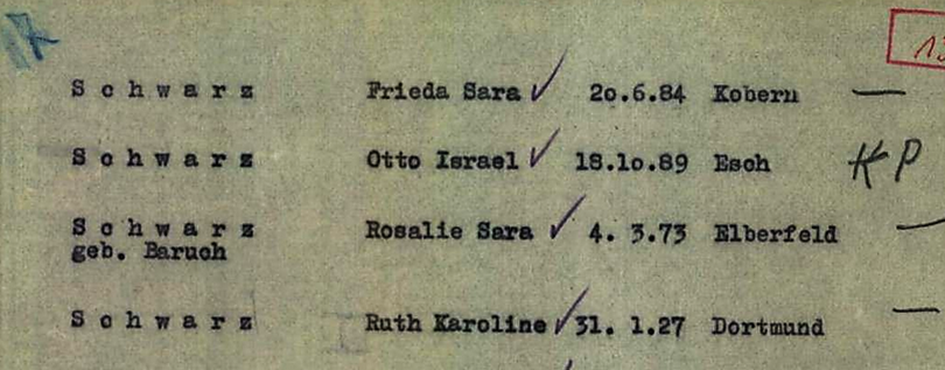 Schwarz Frieda Sara 20.6.84 Kobern —
Schwarz Otto Israel 18.10.89 Esch KP
Schwarz Rosalie Sara 4. 3.73 Elberfeld —
geb. Baruch
Schwarz Ruth Karoline 31. 1.27 Dortmund —